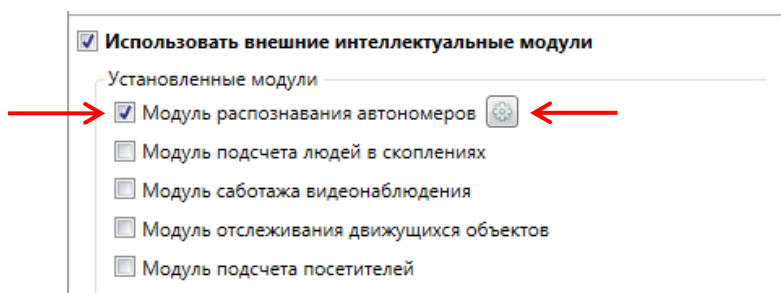 Использовать внешние интеллектуальные модули
Установленные модули
Модуль распознавания автономеров
Модуль подсчета людей в скоплениях
Модуль саботажа видеонаблюдения
Модуль отслеживания движущихся объектов
Модуль подсчета посетителей